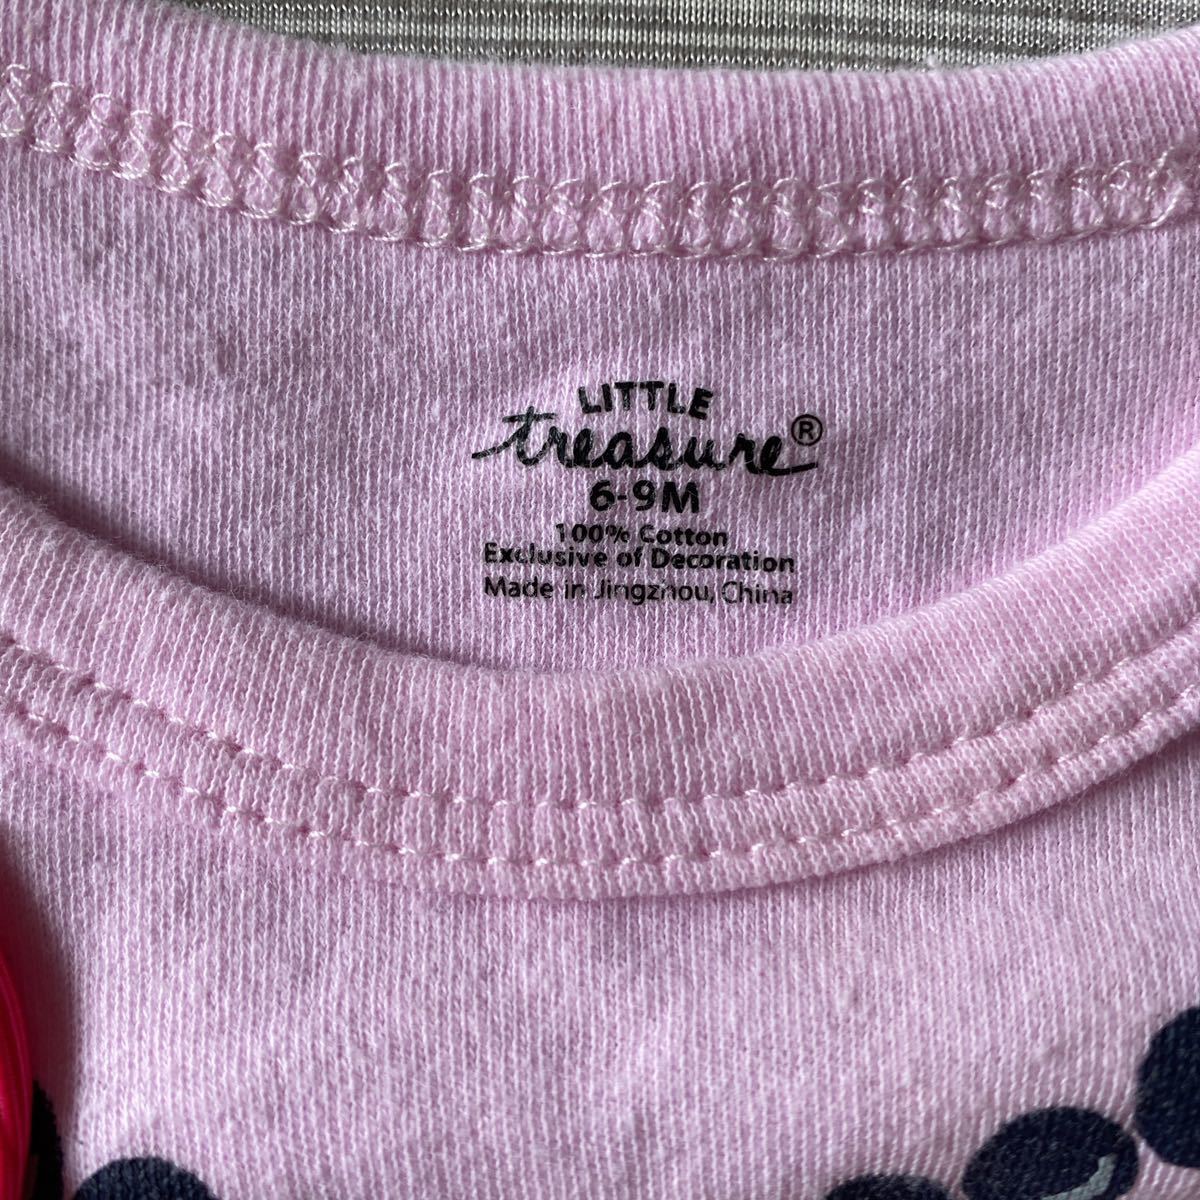 LITTLE
treasure®
6-9M
100% Cotton
Exclusive of Decoration
Made in Jingzhou, China